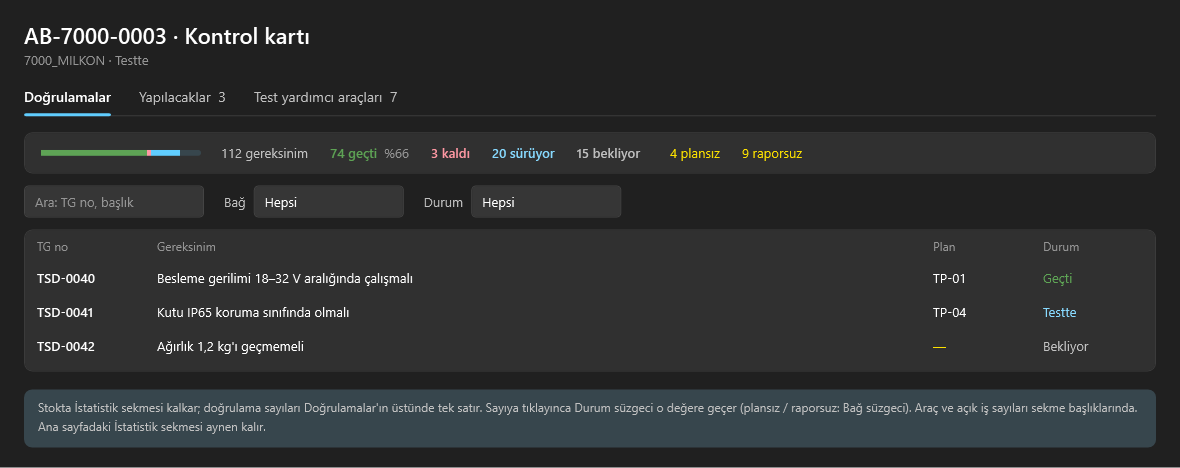 AB-7000-0003 · Kontrol kartı
7000_MILKON · Testte
Doğrulamalar Yapılacaklar 3 Test yardımcı araçları 7
112 gereksinim 74 geçti %66 3 kaldı 20 sürüyor 15 bekliyor 4 plansız 9 raporsuz
Ara: TG no, başlık Bağ Hepsi Durum Hepsi
TG no Gereksinim Plan Durum
TSD-0040 Besleme gerilimi 18–32 V aralığında çalışmalı TP-01 Geçti
TSD-0041 Kutu IP65 koruma sınıfında olmalı TP-04 Testte
TSD-0042 Ağırlık 1,2 kg'ı geçmemeli — Bekliyor
Stokta İstatistik sekmesi kalkar; doğrulama sayıları Doğrulamalar'ın üstünde tek satır. Sayıya tıklayınca Durum süzgeci o değere geçer (plansız / raporsuz: Bağ süzgeci). Araç ve açık iş sayıları sekme başlıklarında.
Ana sayfadaki İstatistik sekmesi aynen kalır.